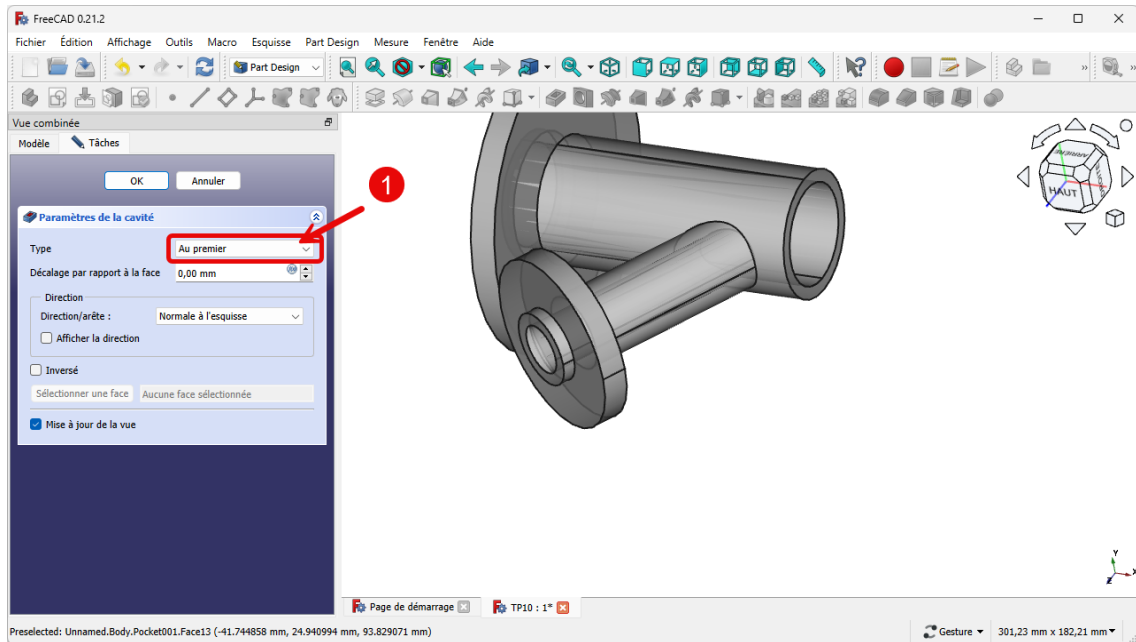 FreeCAD 0.21.2
Fichier Édition Affichage Outils Macro Esquisse Part Design Mesure Fenêtre Aide
Part Design
Vue combinée
Modèle Tâches
OK Annuler
1
Paramètres de la cavité
Type Au premier
Décalage par rapport à la face 0,00 mm
Direction
Direction/arête : Normale à l'esquisse
Afficher la direction
Inversé
Sélectionner une face Aucune face sélectionnée
Mise à jour de la vue
ARRIÈRE
DROITE
HAUT
Y
X
Z
Page de démarrage TP10 : 1*
Preselected: Unnamed.Body.Pocket001.Face13 (-41.744858 mm, 24.940994 mm, 93.829071 mm) Gesture 301,23 mm x 182,21 mm